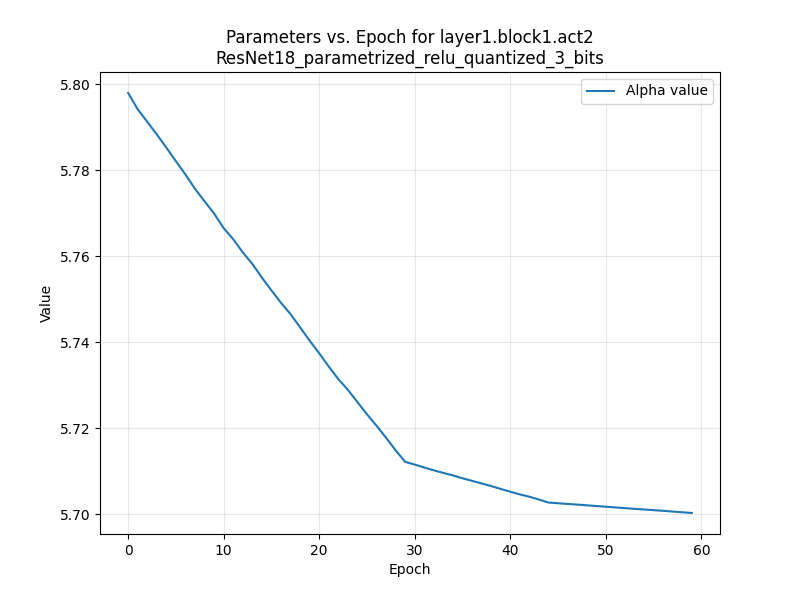 Parameters vs. Epoch for layer1.block1.act2
ResNet18_parametrized_relu_quantized_3_bits
Alpha value
5.80
5.78
5.76
5.74
5.72
5.70
Value
0 10 20 30 40 50 60
Epoch